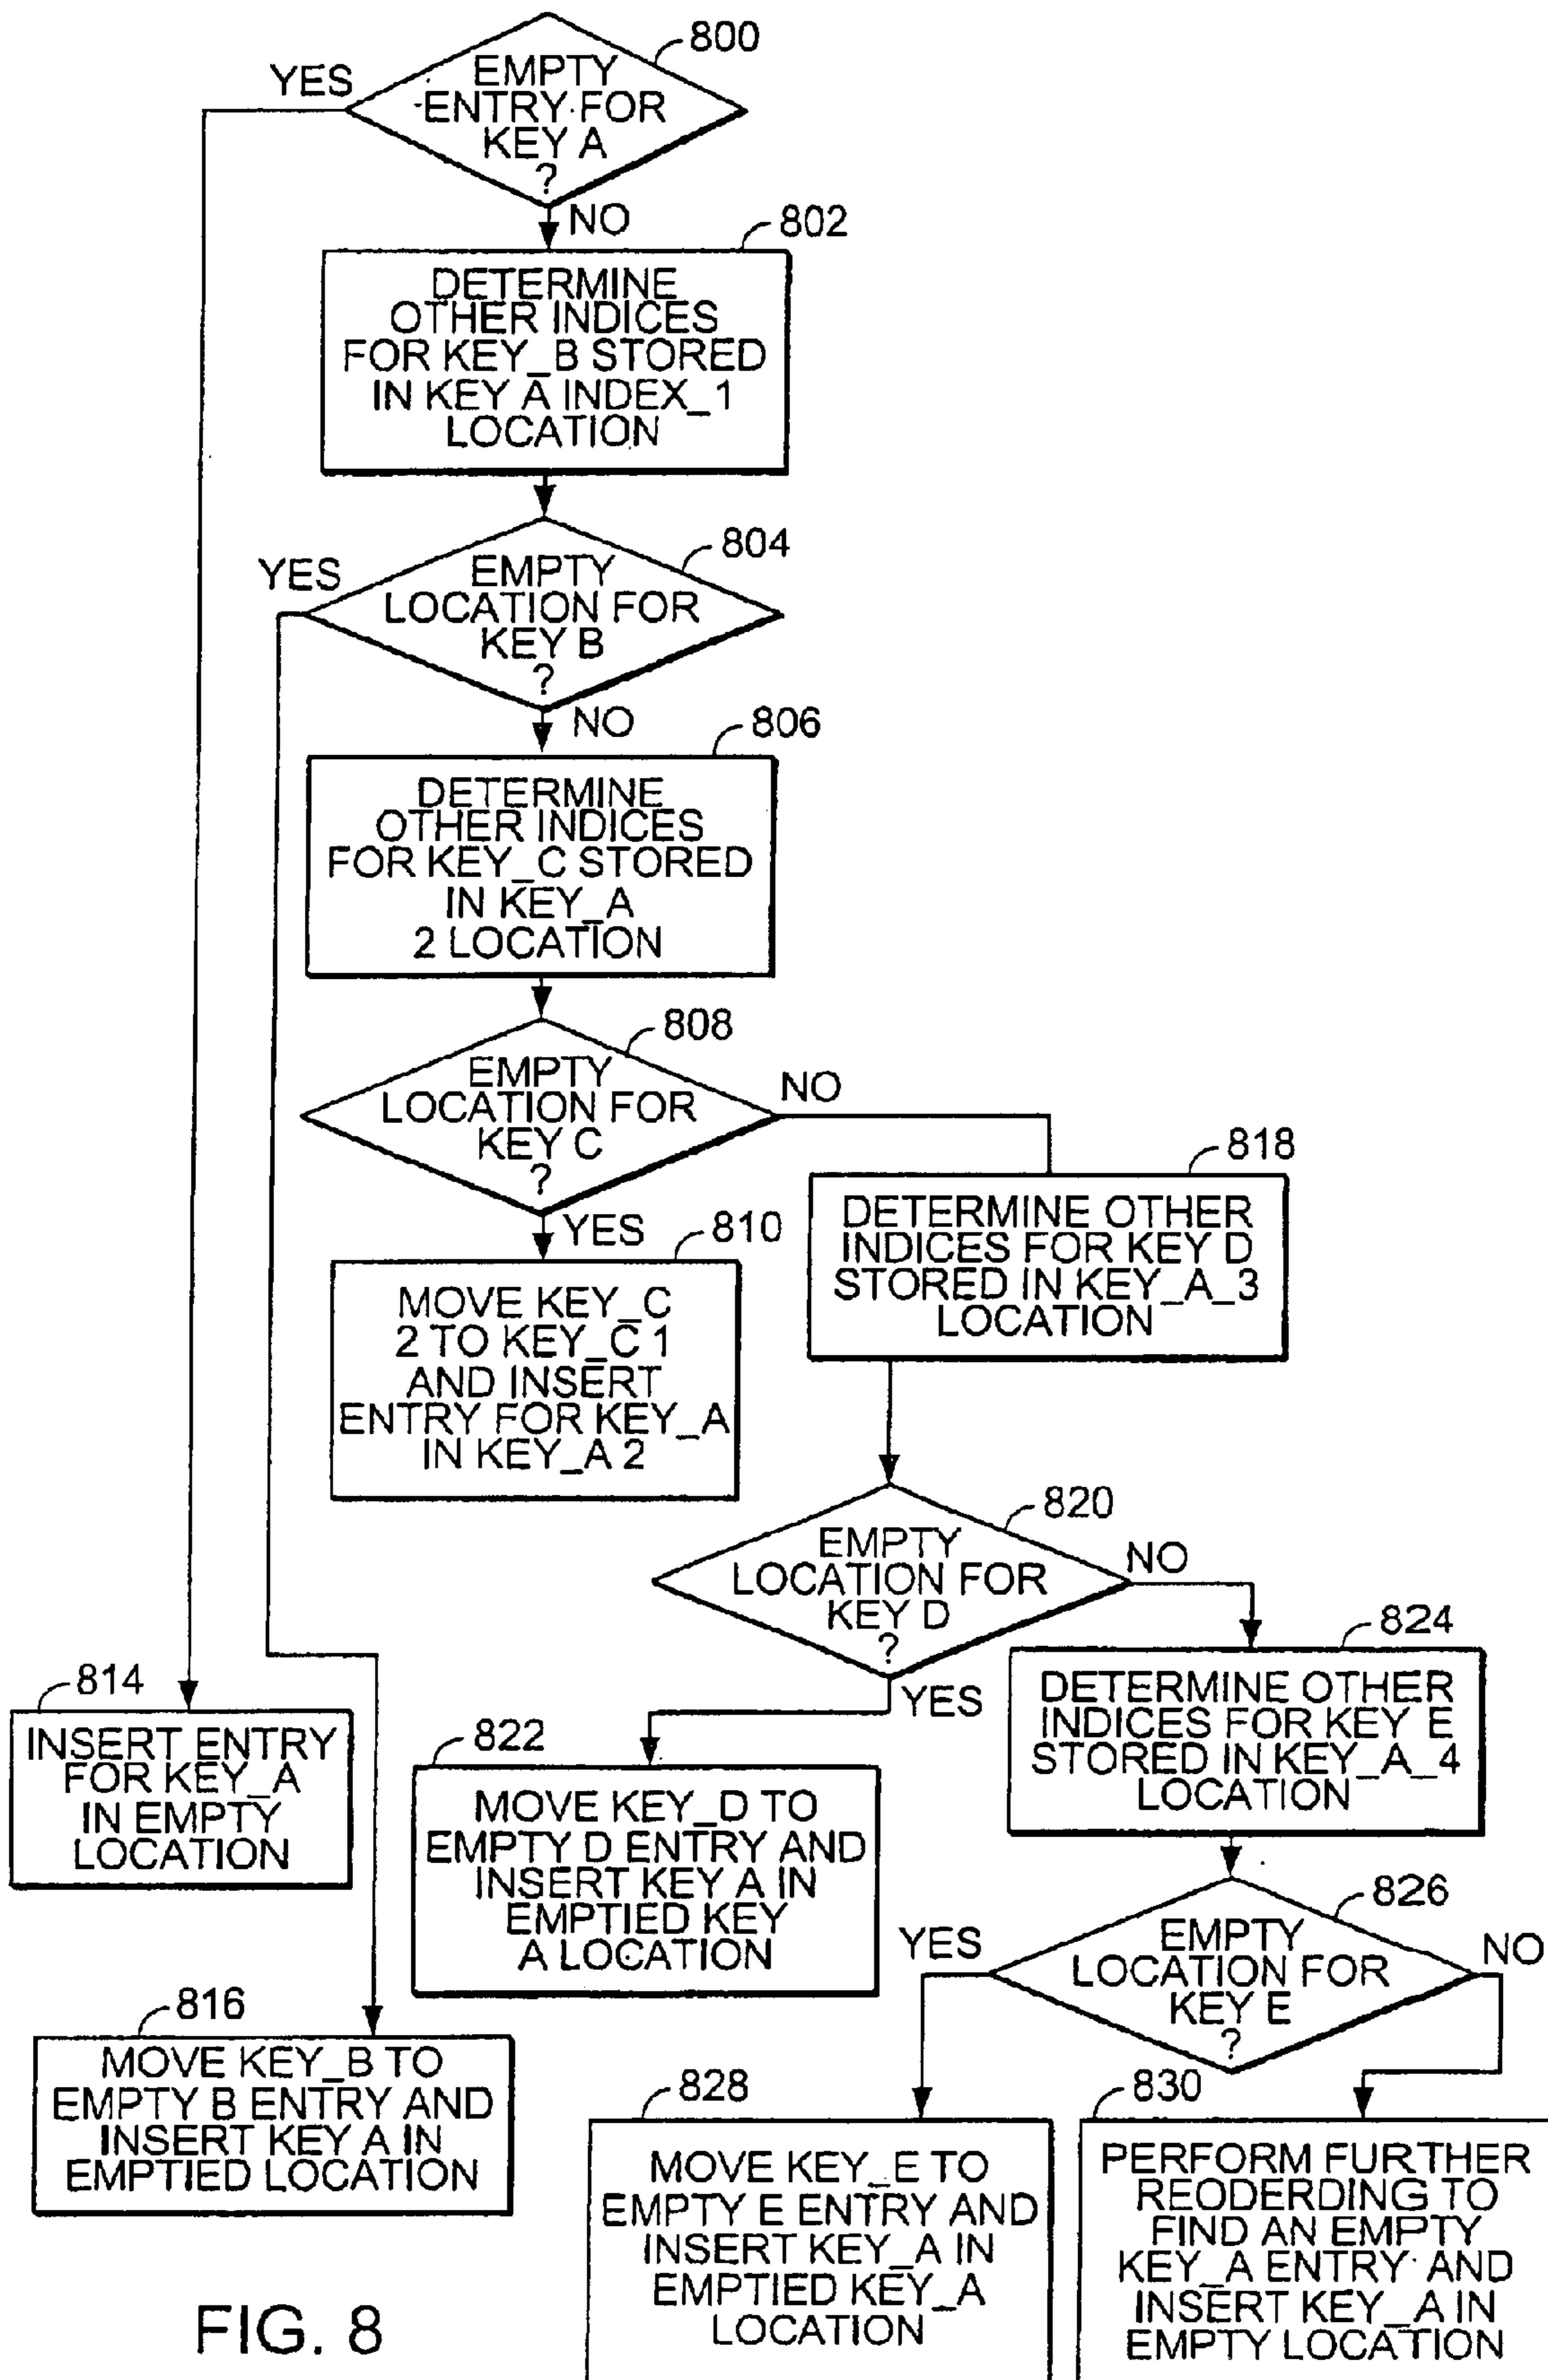 800
EMPTY
ENTRY FOR
KEY A
?
YES
NO
802
DETERMINE
OTHER INDICES
FOR KEY_B STORED
IN KEY A INDEX_1
LOCATION
804
EMPTY
LOCATION FOR
KEY B
?
YES
NO
806
DETERMINE
OTHER INDICES
FOR KEY_C STORED
IN KEY_A
2 LOCATION
808
EMPTY
LOCATION FOR
KEY C
?
NO
YES
810
MOVE KEY_C
2 TO KEY_C 1
AND INSERT
ENTRY FOR KEY_A
IN KEY_A 2
818
DETERMINE OTHER
INDICES FOR KEY D
STORED IN KEY_A_3
LOCATION
820
EMPTY
LOCATION FOR
KEY D
?
NO
YES
824
DETERMINE OTHER
INDICES FOR KEY E
STORED IN KEY_A_4
LOCATION
814
INSERT ENTRY
FOR KEY_A
IN EMPTY
LOCATION
822
MOVE KEY_D TO
EMPTY D ENTRY AND
INSERT KEY A IN
EMPTIED KEY
A LOCATION
826
EMPTY
LOCATION FOR
KEY E
?
YES
NO
816
MOVE KEY_B TO
EMPTY B ENTRY AND
INSERT KEY A IN
EMPTIED LOCATION
828
MOVE KEY_E TO
EMPTY E ENTRY AND
INSERT KEY_A IN
EMPTIED KEY_A
LOCATION
830
PERFORM FURTHER
REODERDING TO
FIND AN EMPTY
KEY_A ENTRY AND
INSERT KEY_A IN
EMPTY LOCATION
FIG. 8